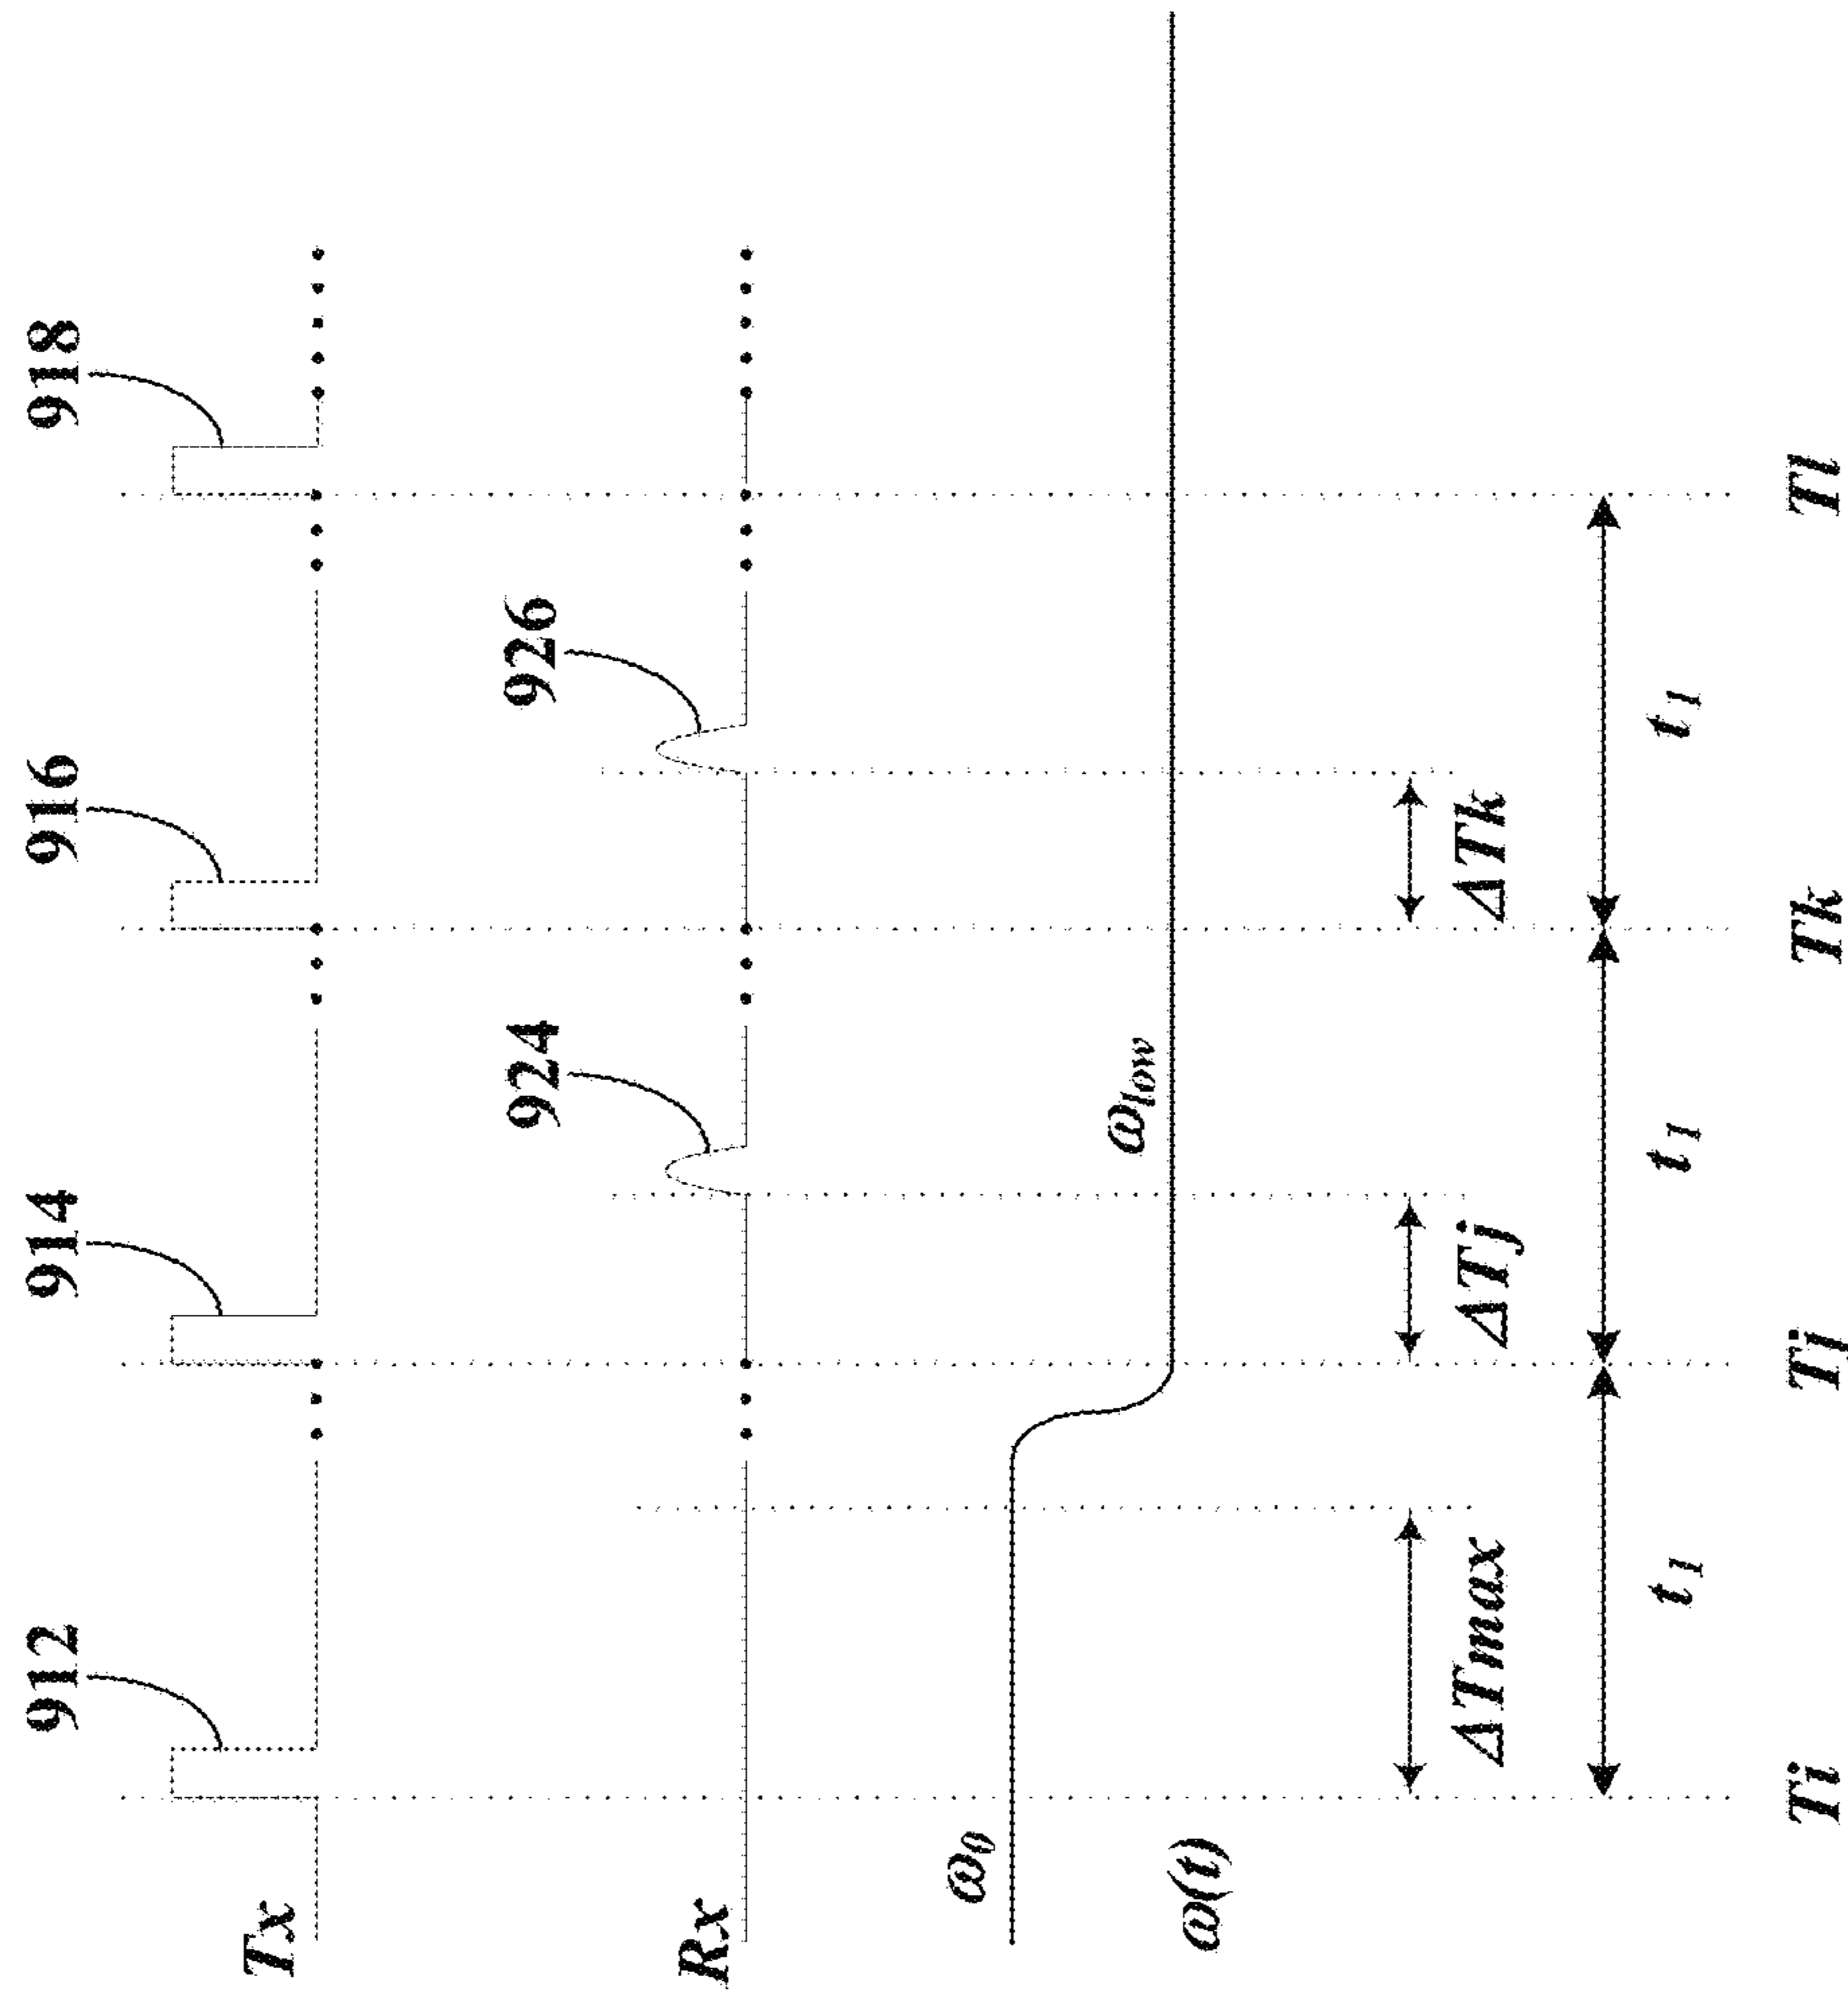 912
914
916
918
Tx
924
926
Rx
ω0
ωlow
ω(t)
ΔTmax
ΔTj
ΔTk
t1
t1
t1
Ti
Tj
Tk
Tl